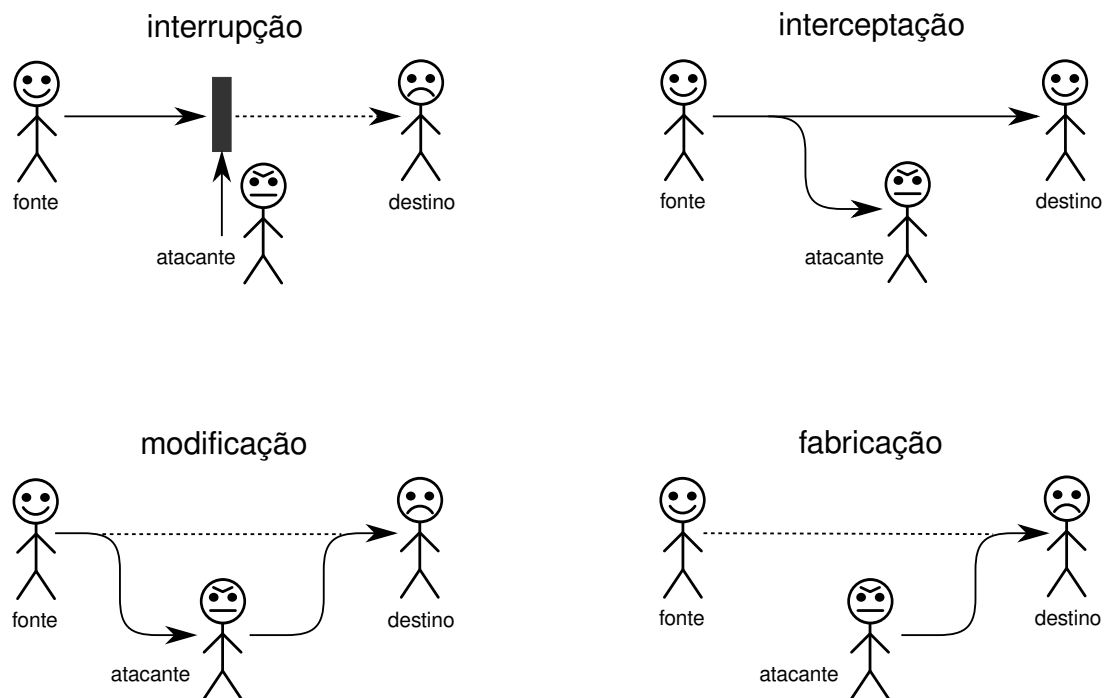 interrupção
fonte
destino
atacante
interceptação
fonte
destino
atacante
modificação
fonte
destino
atacante
fabricação
fonte
destino
atacante